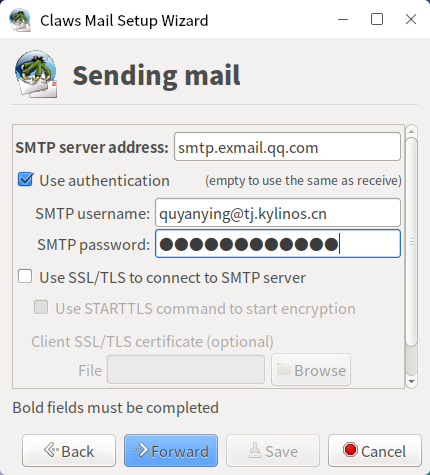 Claws Mail Setup Wizard
Sending mail
SMTP server address: smtp.exmail.qq.com
Use authentication (empty to use the same as receive)
SMTP username: quyanying@tj.kylinos.cn
SMTP password: ●●●●●●●●●●●●
Use SSL/TLS to connect to SMTP server
Use STARTTLS command to start encryption
Client SSL/TLS certificate (optional)
File Browse
Bold fields must be completed
Back Forward Save Cancel